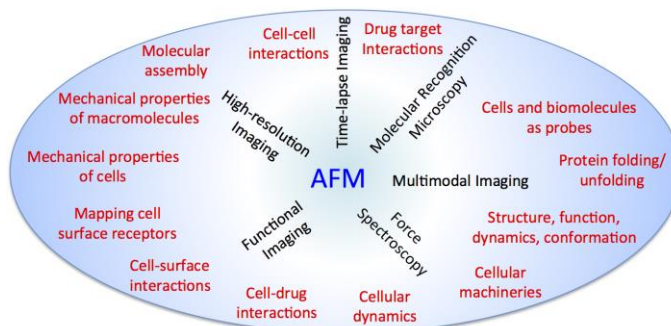 Cell-cell
interactions
Drug target
Interactions
Molecular
assembly
Time-lapse Imaging
Molecular Recognition
Microscopy
High-resolution
Imaging
Mechanical properties
of macromolecules
Cells and biomolecules
as probes
Mechanical properties
of cells
AFM
Multimodal Imaging
Protein folding/
unfolding
Mapping cell
surface receptors
Functional
Imaging
Force
Spectroscopy
Structure, function,
dynamics, conformation
Cell-surface
interactions
Cell-drug
interactions
Cellular
dynamics
Cellular
machineries